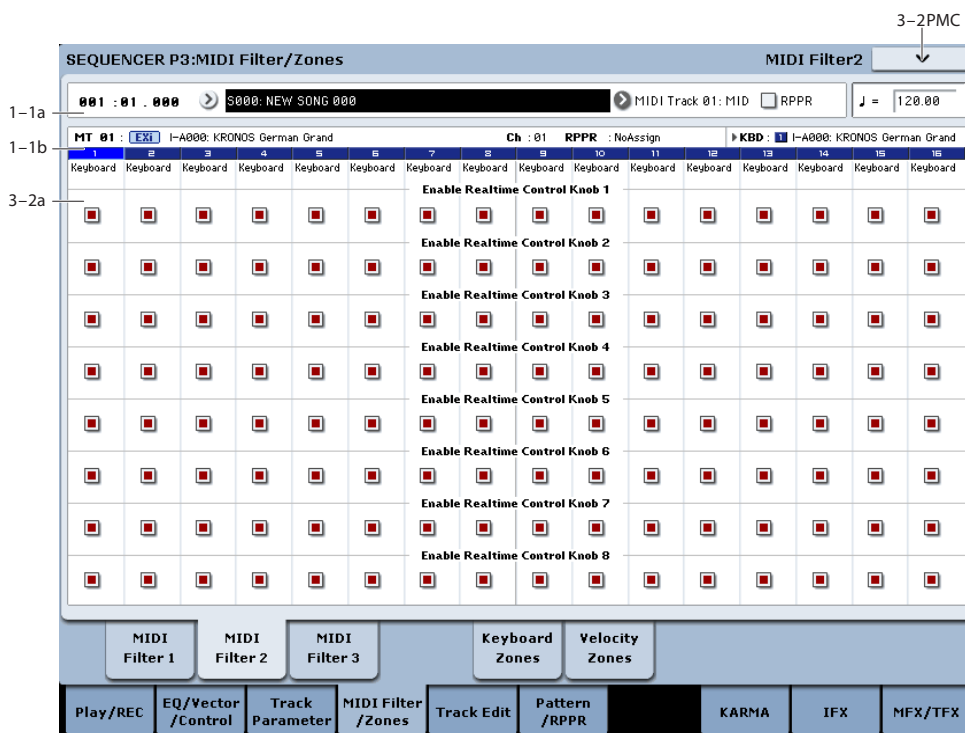 3–2PMC
SEQUENCER P3:MIDI Filter/Zones MIDI Filter2
1–1a
001 :01 . 000 S000: NEW SONG 000 MIDI Track 01: MID RPPR ♩ = 120.00
1–1b
MT 01 : EXi I-A000: KRONOS German Grand Ch : 01 RPPR : NoAssign ▶KBD : 1 I-A000: KRONOS German Grand
1 2 3 4 5 6 7 8 9 10 11 12 13 14 15 16
Keyboard Keyboard Keyboard Keyboard Keyboard Keyboard Keyboard Keyboard Keyboard Keyboard Keyboard Keyboard Keyboard Keyboard Keyboard Keyboard
3–2a
Enable Realtime Control Knob 1
Enable Realtime Control Knob 2
Enable Realtime Control Knob 3
Enable Realtime Control Knob 4
Enable Realtime Control Knob 5
Enable Realtime Control Knob 6
Enable Realtime Control Knob 7
Enable Realtime Control Knob 8
MIDI Filter 1
MIDI Filter 2
MIDI Filter 3
Keyboard Zones
Velocity Zones
Play/REC
EQ/Vector /Control
Track Parameter
MIDI Filter /Zones
Track Edit
Pattern /RPPR
KARMA
IFX
MFX/TFX